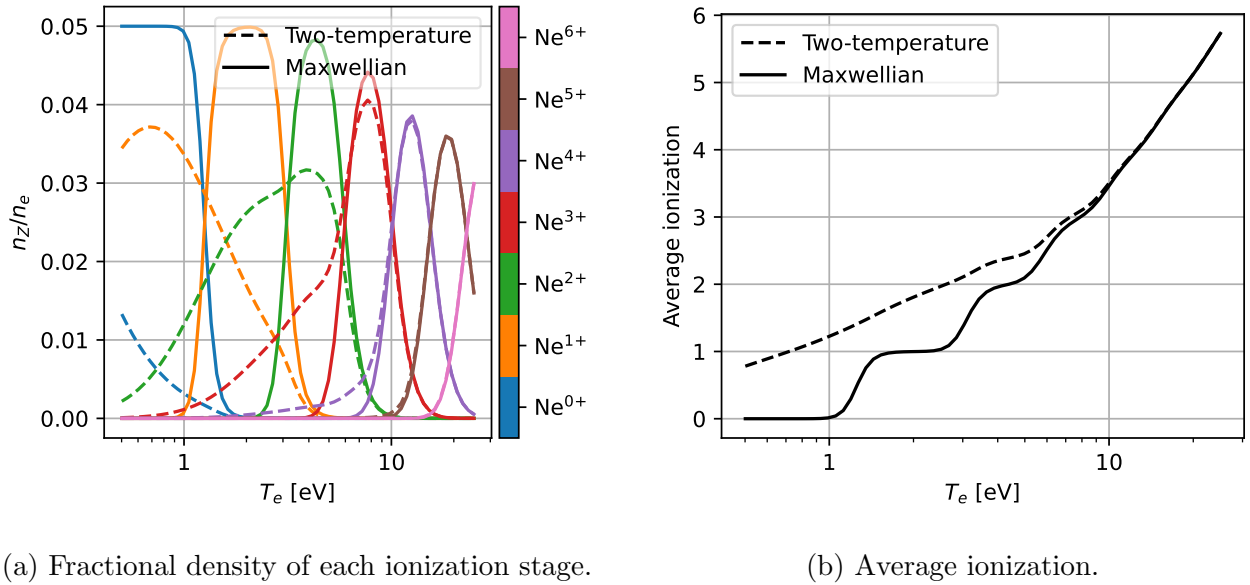 0.05
0.04
0.03
0.02
0.01
0.00
n_Z/n_e
1
10
T_e [eV]
Two-temperature
Maxwellian
Ne⁶⁺
Ne⁵⁺
Ne⁴⁺
Ne³⁺
Ne²⁺
Ne¹⁺
Ne⁰⁺
(a) Fractional density of each ionization stage.
6
5
4
3
2
1
0
Average ionization
1
10
T_e [eV]
Two-temperature
Maxwellian
(b) Average ionization.